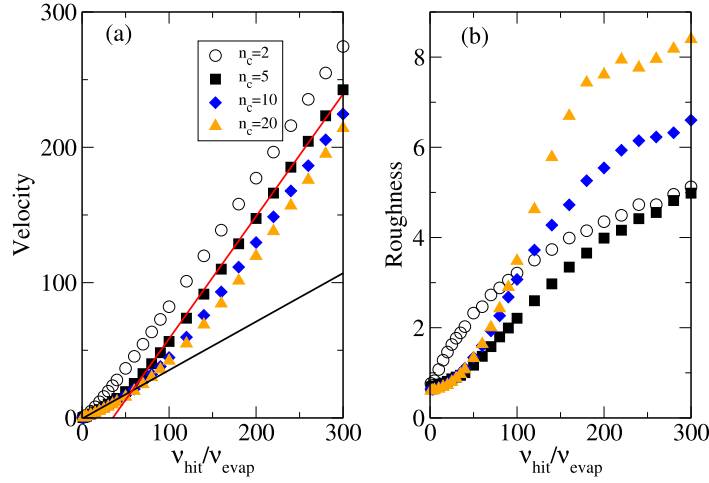 (a)
300
200
100
0
Velocity
n_c=2
n_c=5
n_c=10
n_c=20
0
100
200
300
ν_hit/ν_evap
(b)
8
6
4
2
0
Roughness
0
100
200
300
ν_hit/ν_evap